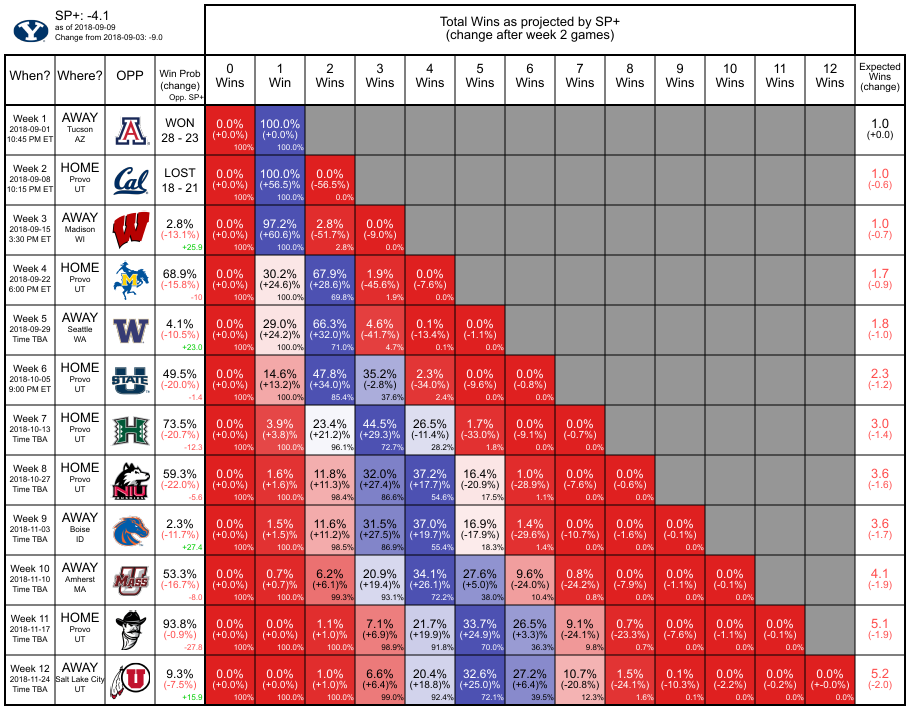 SP+: -4.1
as of 2018-09-09
Change from 2018-09-03: -9.0
Total Wins as projected by SP+
(change after week 2 games)
When? Where? OPP Win Prob (change) Opp. SP+ 0 Wins 1 Win 2 Wins 3 Wins 4 Wins 5 Wins 6 Wins 7 Wins 8 Wins 9 Wins 10 Wins 11 Wins 12 Wins Expected Wins (change)
Week 1 AWAY WON 0.0% 100.0% 1.0
2018-09-01 Tucson A 28 - 23 (+0.0%) (+0.0%) (+0.0)
10:45 PM ET AZ 100% 100.0%
Week 2 HOME LOST 0.0% 100.0% 0.0% 1.0
2018-09-08 Provo Cal 18 - 21 (+0.0%) (+56.5)% (-56.5%) (-0.6)
10:15 PM ET UT 100% 100.0% 0.0%
Week 3 AWAY 2.8% 0.0% 97.2% 2.8% 0.0% 1.0
2018-09-15 Madison W (-13.1%) (+0.0%) (+60.6)% (-51.7%) (-9.0%) (-0.7)
3:30 PM ET WI +25.9 100% 100.0% 2.8% 0.0%
Week 4 HOME 68.9% 0.0% 30.2% 67.9% 1.9% 0.0% 1.7
2018-09-22 Provo M (-15.8%) (+0.0%) (+24.6)% (+28.6)% (-45.6%) (-7.6%) (-0.9)
6:00 PM ET UT -10 100% 100.0% 69.8% 1.9% 0.0%
Week 5 AWAY 4.1% 0.0% 29.0% 66.3% 4.6% 0.1% 0.0% 1.8
2018-09-29 Seattle W (-10.5%) (+0.0%) (+24.2)% (+32.0)% (-41.7%) (-13.4%) (-1.1%) (-1.0)
Time TBA WA +23.0 100% 100.0% 71.0% 4.7% 0.1% 0.0%
Week 6 HOME 49.5% 0.0% 14.6% 47.8% 35.2% 2.3% 0.0% 0.0% 2.3
2018-10-05 Provo U STATE (-20.0%) (+0.0%) (+13.2)% (+34.0)% (-2.8%) (-34.0%) (-9.6%) (-0.8%) (-1.2)
9:00 PM ET UT -1.4 100% 100.0% 85.4% 37.6% 2.4% 0.0% 0.0%
Week 7 HOME 73.5% 0.0% 3.9% 23.4% 44.5% 26.5% 1.7% 0.0% 0.0% 3.0
2018-10-13 Provo H (-20.7%) (+0.0%) (+3.8)% (+21.2)% (+29.3)% (-11.4%) (-33.0%) (-9.1%) (-0.7%) (-1.4)
Time TBA UT -12.3 100% 100.0% 96.1% 72.7% 28.2% 1.8% 0.0% 0.0%
Week 8 HOME 59.3% 0.0% 1.6% 11.8% 32.0% 37.2% 16.4% 1.0% 0.0% 0.0% 3.6
2018-10-27 Provo NIU (-22.0%) (+0.0%) (+1.6)% (+11.3)% (+27.4)% (+17.7)% (-20.9%) (-28.9%) (-7.6%) (-0.6%) (-1.6)
Time TBA UT -5.6 100% 100.0% 98.4% 86.6% 54.6% 17.5% 1.1% 0.0% 0.0%
Week 9 AWAY 2.3% 0.0% 1.5% 11.6% 31.5% 37.0% 16.9% 1.4% 0.0% 0.0% 0.0% 3.6
2018-11-03 Boise (-11.7%) (+0.0%) (+1.5)% (+11.2)% (+27.5)% (+19.7)% (-17.9%) (-29.6%) (-10.7%) (-1.6%) (-0.1%) (-1.7)
Time TBA ID +27.4 100% 100.0% 98.5% 86.9% 55.4% 18.3% 1.4% 0.0% 0.0% 0.0%
Week 10 AWAY 53.3% 0.0% 0.7% 6.2% 20.9% 34.1% 27.6% 9.6% 0.8% 0.0% 0.0% 0.0% 4.1
2018-11-10 Amherst UMASS (-16.7%) (+0.0%) (+0.7)% (+6.1)% (+19.4)% (+26.1)% (+5.0)% (-24.0%) (-24.2%) (-7.9%) (-1.1%) (-0.1%) (-1.9)
Time TBA MA -8.0 100% 100.0% 99.3% 93.1% 72.2% 38.0% 10.4% 0.8% 0.0% 0.0% 0.0%
Week 11 HOME 93.8% 0.0% 0.0% 1.1% 7.1% 21.7% 33.7% 26.5% 9.1% 0.7% 0.0% 0.0% 0.0% 5.1
2018-11-17 Provo (-0.9%) (+0.0%) (+0.0)% (+1.0)% (+6.9)% (+19.9)% (+24.9)% (+3.3)% (-24.1%) (-23.3%) (-7.6%) (-1.1%) (-0.1%) (-1.9)
Time TBA UT -27.8 100% 100.0% 100.0% 98.9% 91.8% 70.0% 36.3% 9.8% 0.7% 0.0% 0.0% 0.0%
Week 12 AWAY 9.3% 0.0% 0.0% 1.0% 6.6% 20.4% 32.6% 27.2% 10.7% 1.5% 0.1% 0.0% 0.0% 0.0% 5.2
2018-11-24 Salt Lake City U (-7.5%) (+0.0%) (+0.0)% (+1.0)% (+6.4)% (+18.8)% (+25.0)% (+6.4)% (-20.8%) (-24.1%) (-10.3%) (-2.2%) (-0.2%) (+-0.0%) (-2.0)
Time TBA UT +15.9 100% 100.0% 100.0% 99.0% 92.4% 72.1% 39.5% 12.3% 1.6% 0.1% 0.0% 0.0% 0.0%